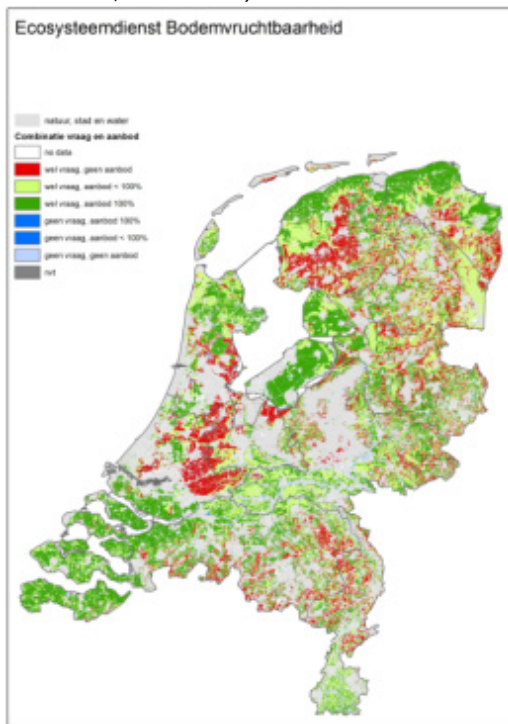 Ecosysteemdienst Bodemvruchtbaarheid
natuur, stad en water
Combinatie vraag en aanbod
no data
wel vraag, geen aanbod
wel vraag, aanbod < 100%
wel vraag, aanbod 100%
geen vraag, aanbod 100%
geen vraag, aanbod < 100%
geen vraag, geen aanbod
nvt